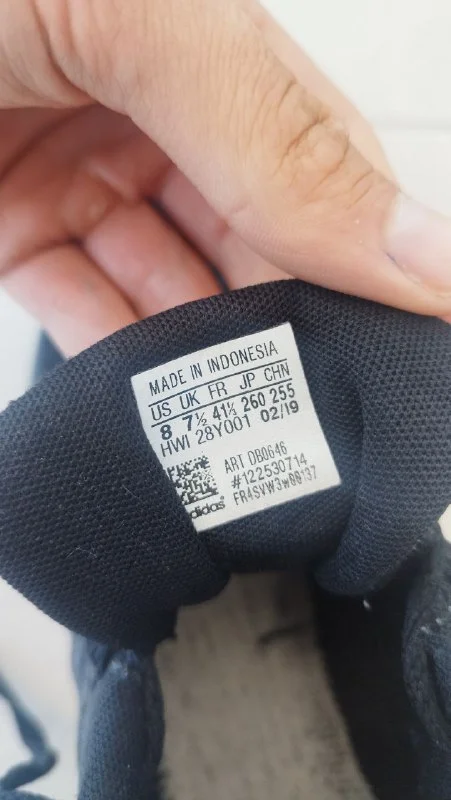 MADE IN INDONESIA
US UK FR JP CHN
8 7½ 41⅓ 260 255
HWI 28Y001 02/19
ART DB0646
#122530714
FR4SVW3w00137
adidas